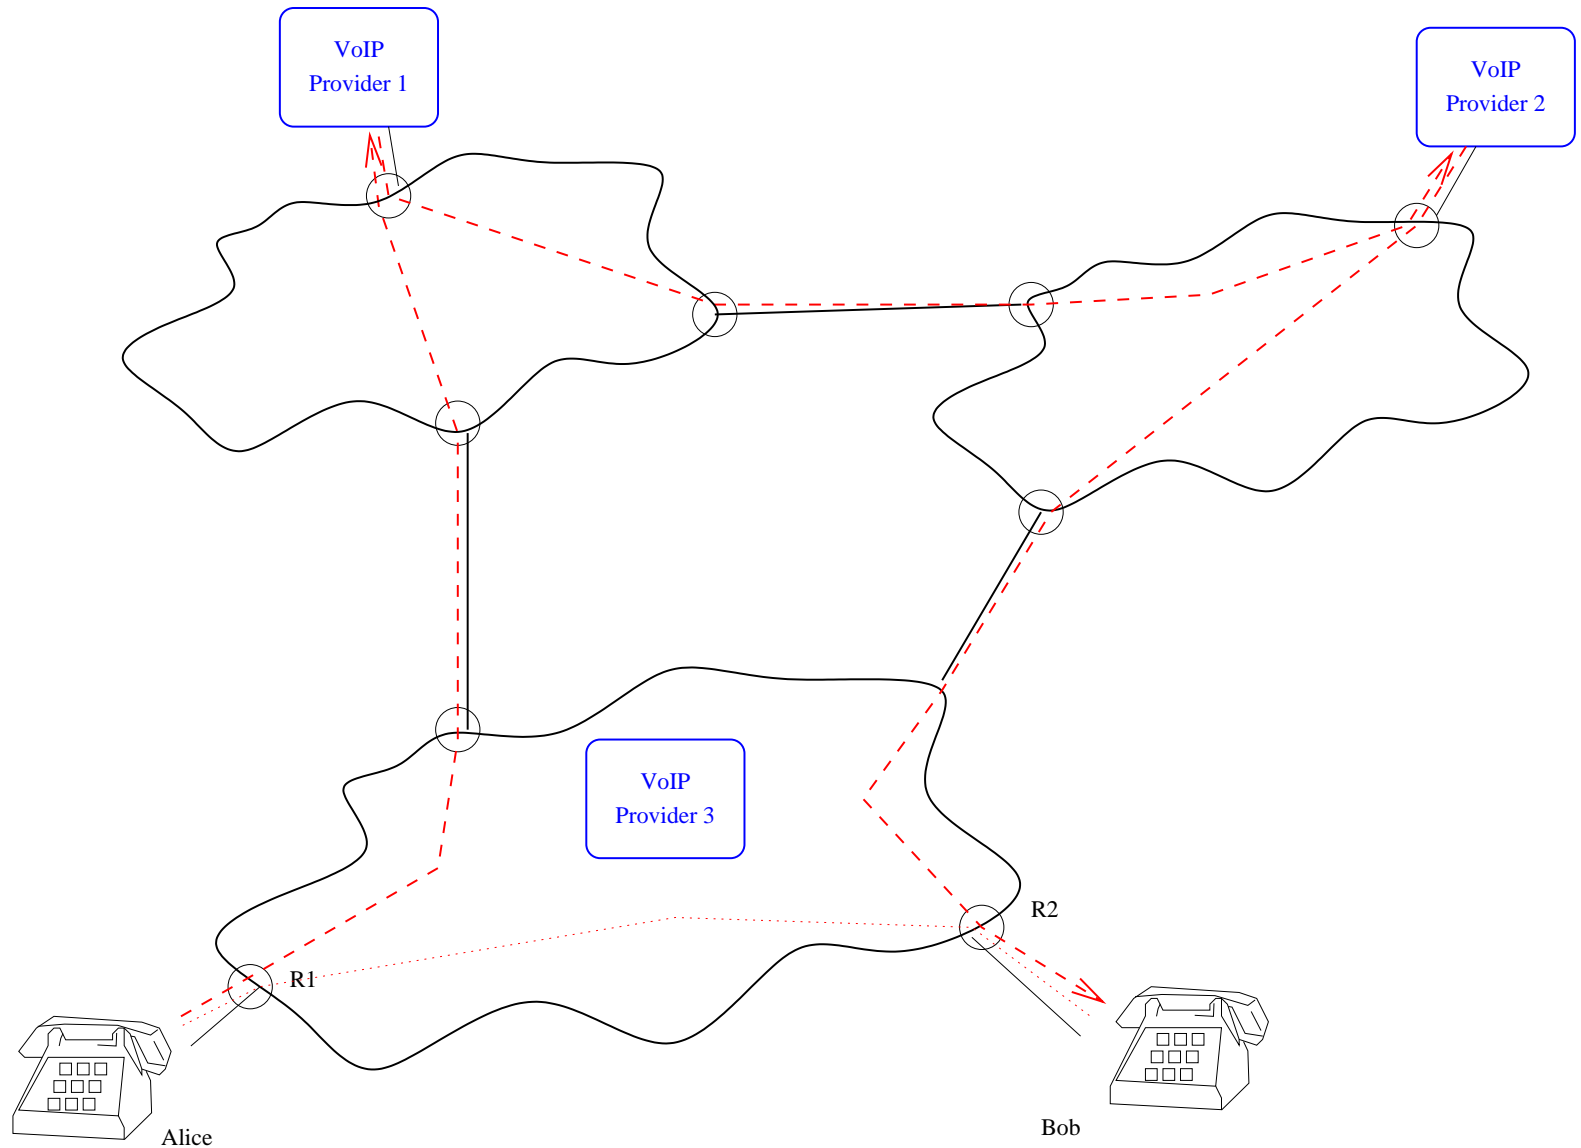 VoIP
Provider 1
VoIP
Provider 2
VoIP
Provider 3
R2
R1
Alice
Bob